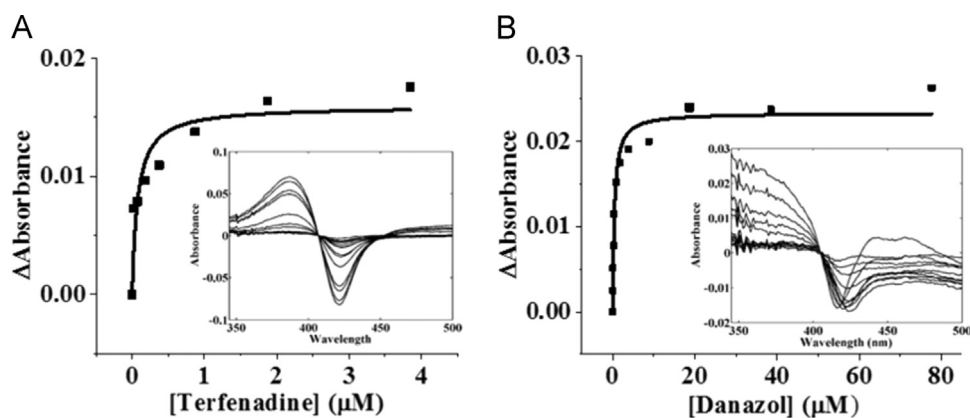 A
B
0.02
0.01
0.00
ΔAbsorbance
0 1 2 3 4
[Terfenadine] (µM)
0.1
0.05
0
-0.05
-0.1
Absorbance
350 400 450 500
Wavelength
0.03
0.02
0.01
0.00
ΔAbsorbance
0 20 40 60 80
[Danazol] (µM)
0.03
0.02
0.01
0
-0.01
-0.02
Absorbance
345 400 450 500
Wavelength (nm)